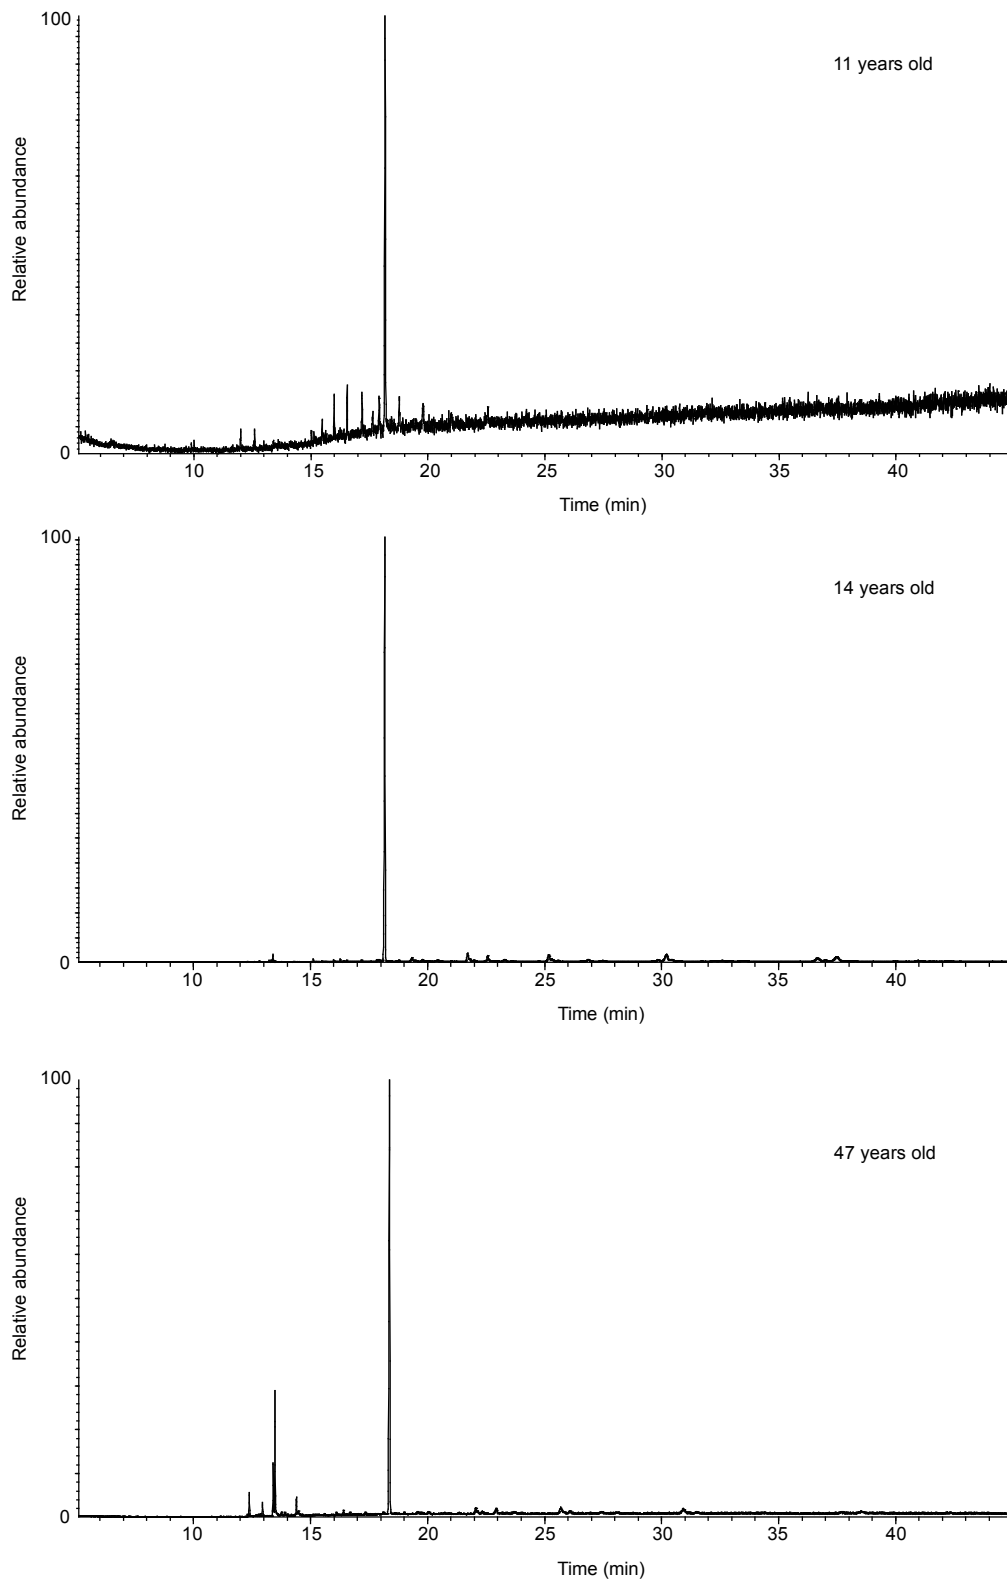 100
11 years old
Relative abundance
0
10 15 20 25 30 35 40
Time (min)
100
14 years old
Relative abundance
0
10 15 20 25 30 35 40
Time (min)
100
47 years old
Relative abundance
0
10 15 20 25 30 35 40
Time (min)